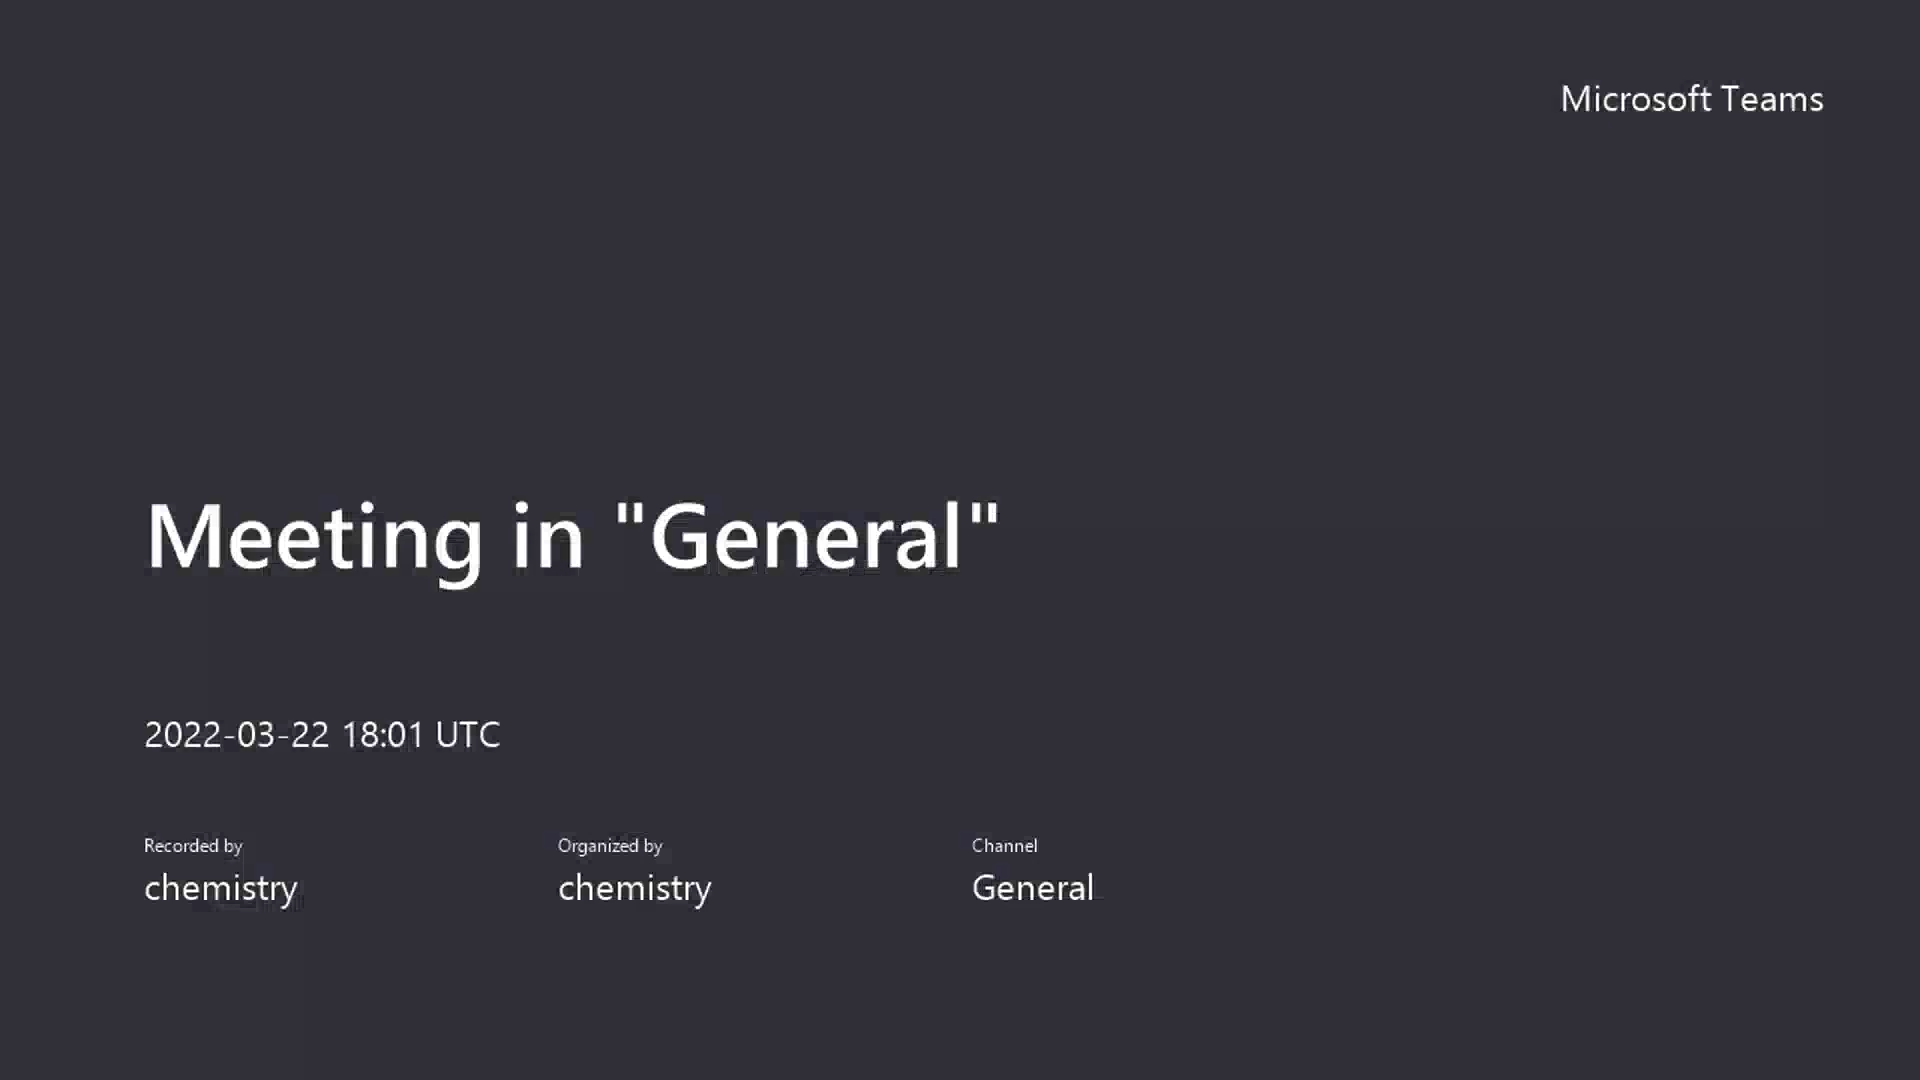 Microsoft Teams
Meeting in "General"
2022-03-22 18:01 UTC
Recorded by
chemistry
Organized by
chemistry
Channel
General